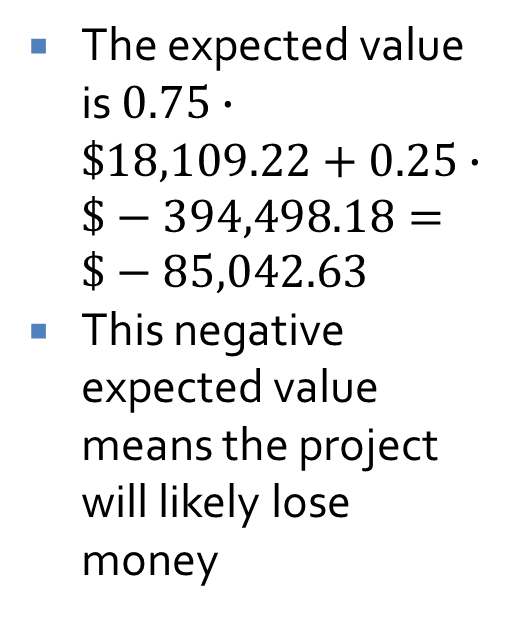 ▪ The expected value
is 0.75 ·
$18,109.22 + 0.25 ·
$ − 394,498.18 =
$ − 85,042.63
▪ This negative
expected value
means the project
will likely lose
money